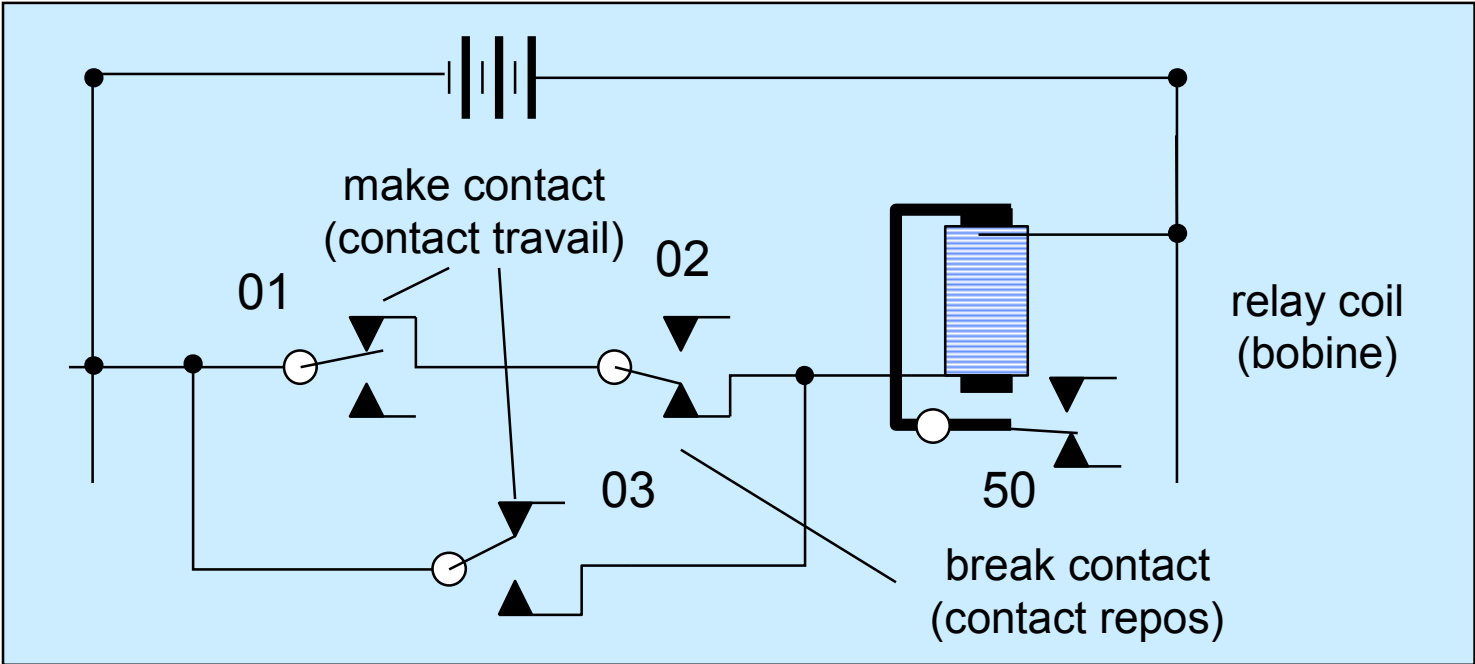 make contact
(contact travail)
01
02
relay coil
(bobine)
03
50
break contact
(contact repos)